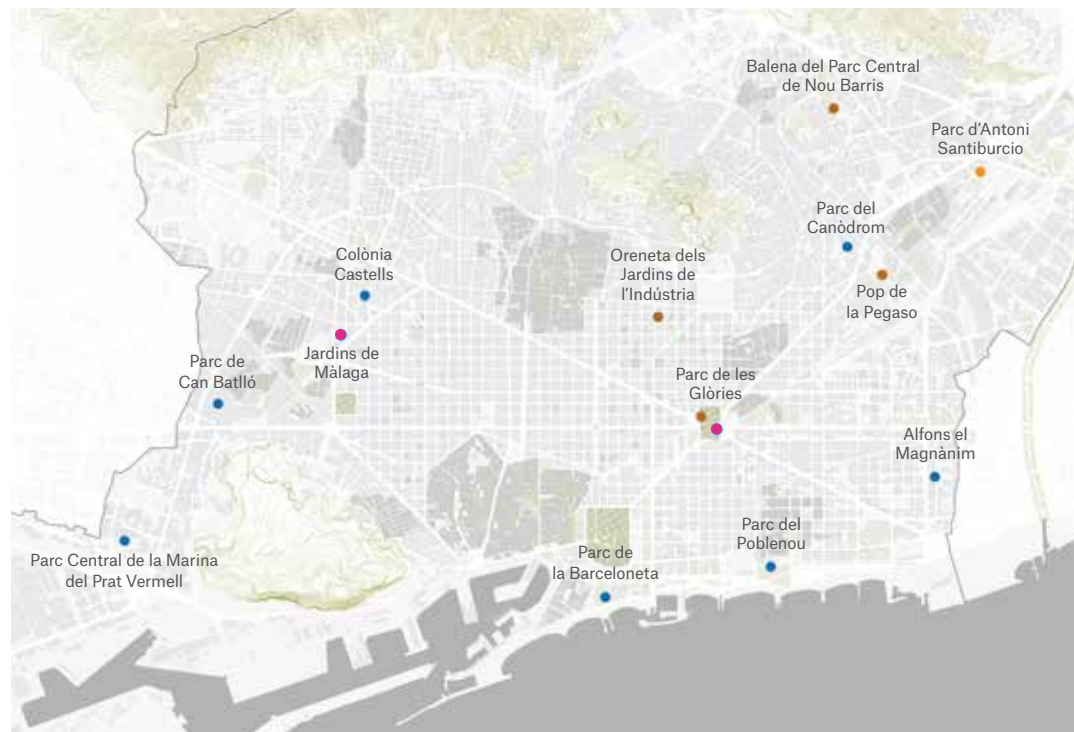 Balena del Parc Central
de Nou Barris
Parc d'Antoni
Santiburcio
Parc del
Canòdrom
Colònia
Castells
Oreneta dels
Jardins de
l'Indústria
Pop de
la Pegaso
Jardins de
Màlaga
Parc de
Can Batlló
Parc de les
Glòries
Alfons el
Magnànim
Parc del
Poblenou
Parc Central de la Marina
del Prat Vermell
Parc de
la Barceloneta